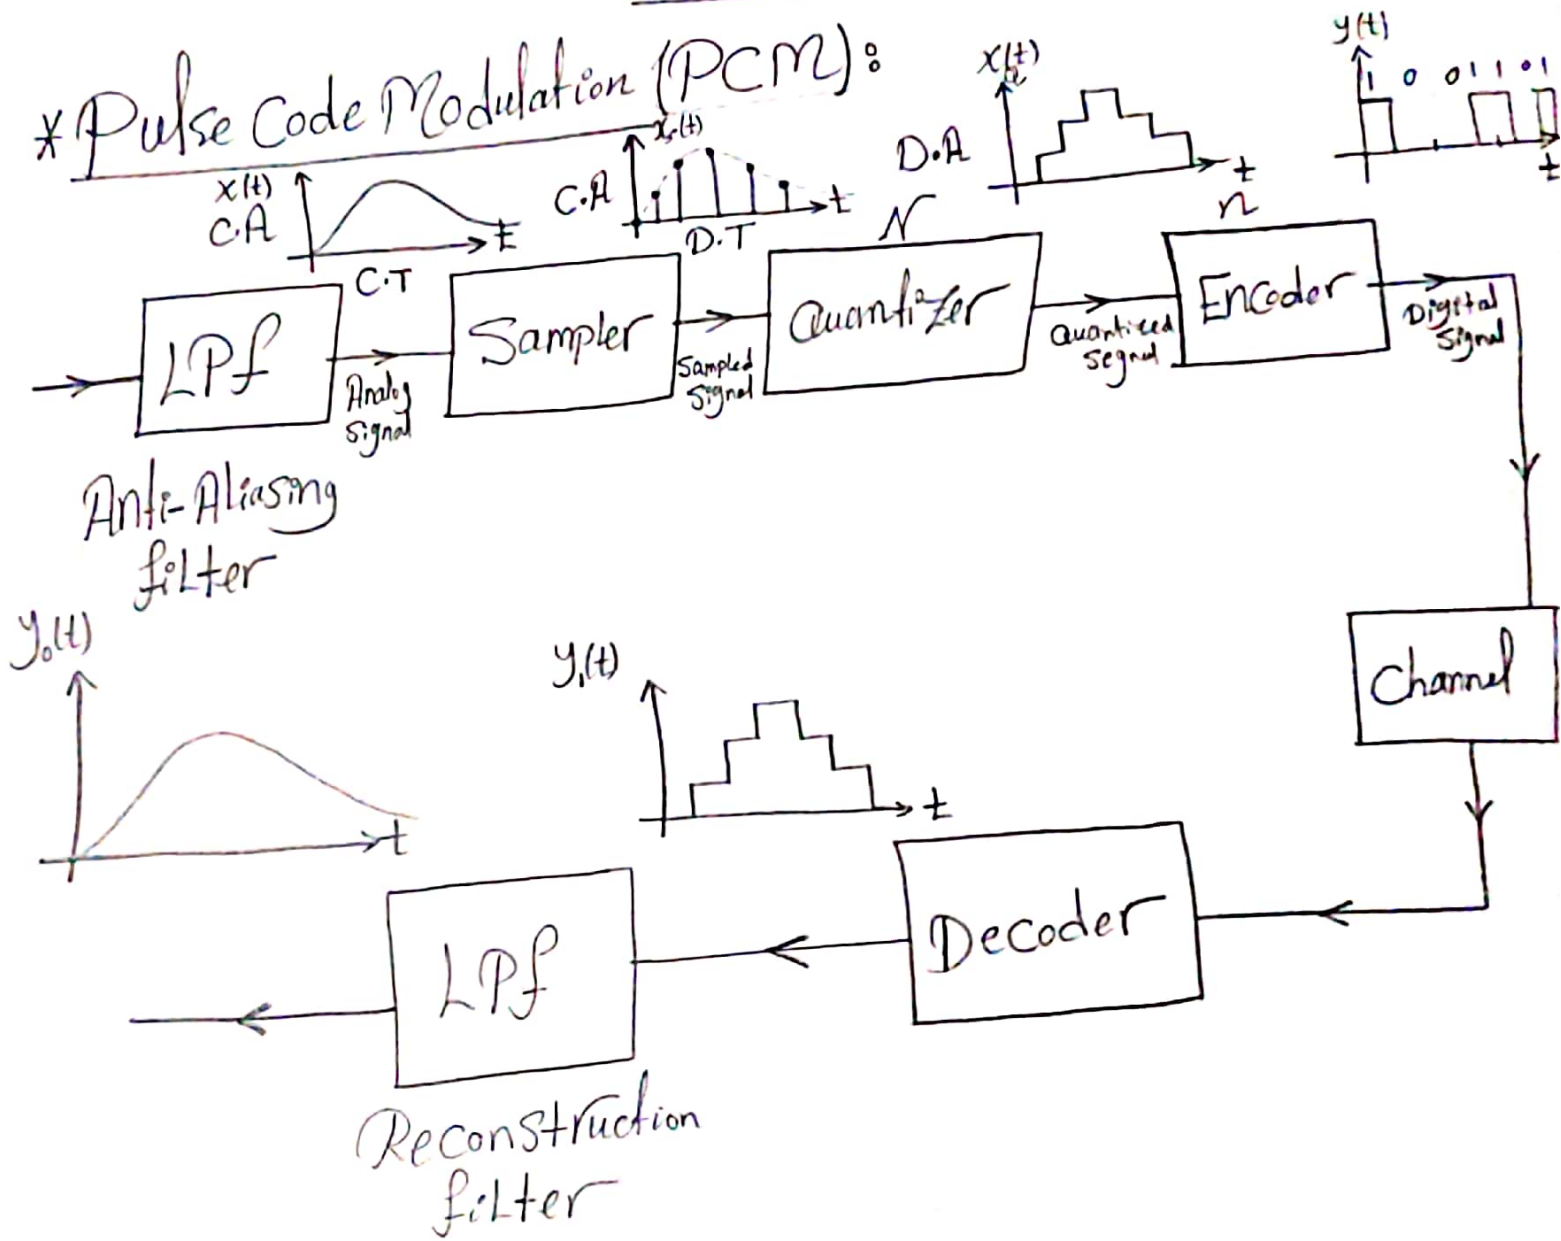 * Pulse Code Modulation (PCM):
x(t)
C.A
t
C.T
xₛ(t)
C.A
t
D.T
D.A
t
N
y(t)
1 0 0 1 1 0 1
t
n
LPf
Analog
Signal
Sampler
Sampled
Signal
Quantizer
Quantized
Segnal
Encoder
Digital
Signal
Anti-Aliasing
filter
Channel
y₀(t)
t
y₁(t)
t
Decoder
LPf
Reconstruction
filter